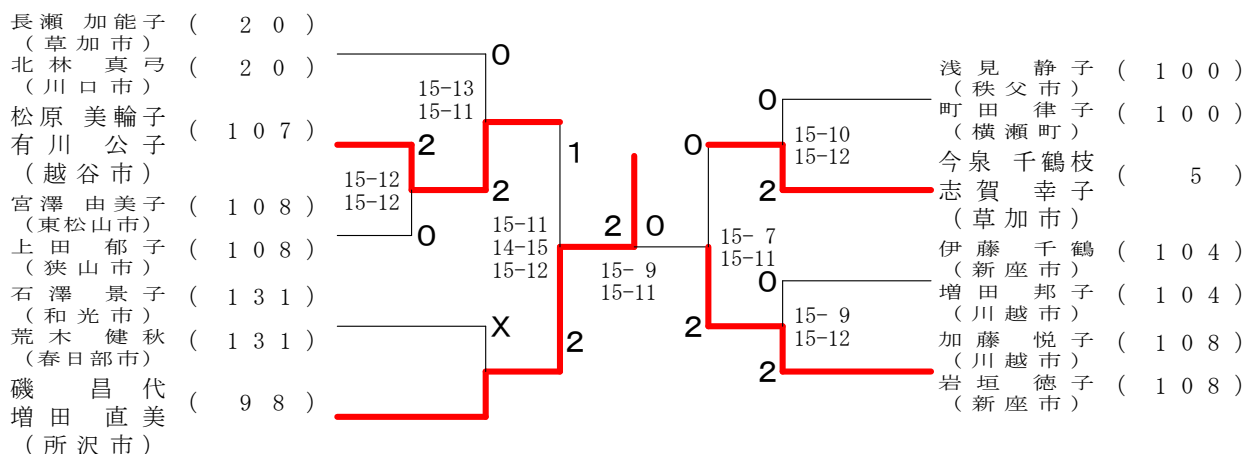 長瀬 加能子 ( 20 )
(草加市)
北林 真弓 ( 20 )
(川口市)
松原 美輪子
有川 公子 ( 107 )
(越谷市)
宮澤 由美子 ( 108 )
(東松山市)
上田 郁子 ( 108 )
(狭山市)
石澤 景子 ( 131 )
(和光市)
荒木 健秋 ( 131 )
(春日部市)
磯 昌代
増田 直美 ( 98 )
(所沢市)
0
15-13
15-11
2
15-12
15-12
2
0
1
15-11
14-15
15-12
X
2
2 0
15- 9
15-11
0
15- 7
15-11
2
0
15-10
15-12
2
0
15- 9
15-12
2
浅見 静子 ( 100 )
(秩父市)
町田 律子 ( 100 )
(横瀬町)
今泉 千鶴枝
志賀 幸子 ( 5 )
(草加市)
伊藤 千鶴 ( 104 )
(新座市)
増田 邦子 ( 104 )
(川越市)
加藤 悦子 ( 108 )
(川越市)
岩垣 徳子 ( 108 )
(新座市)